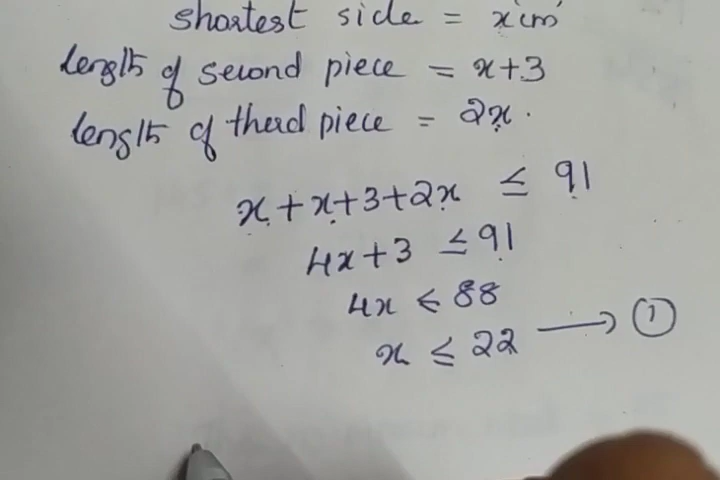 shortest side = x cm
length of second piece = x+3
length of third piece = 2x.
x + x + 3 + 2x ≤ 91
4x + 3 ≤ 91
4x ≤ 88
x ≤ 22 → ①